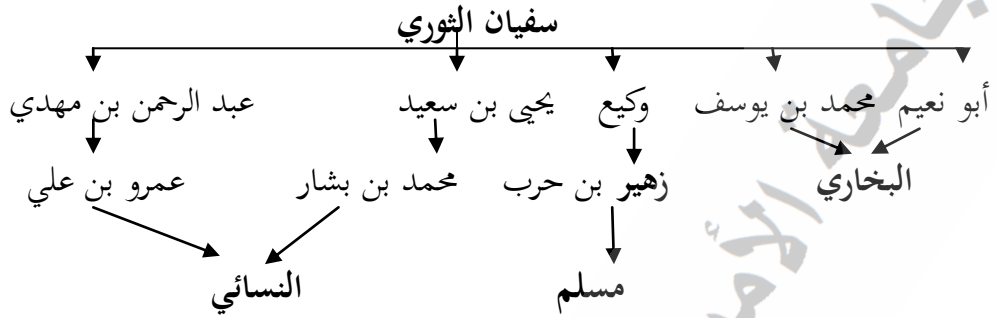 سفيان الثوري
أبو نعيم محمد بن يوسف وكيع يحيى بن سعيد عبد الرحمن بن مهدي
البخاري زهير بن حرب محمد بن بشار عمرو بن علي
مسلم النسائي